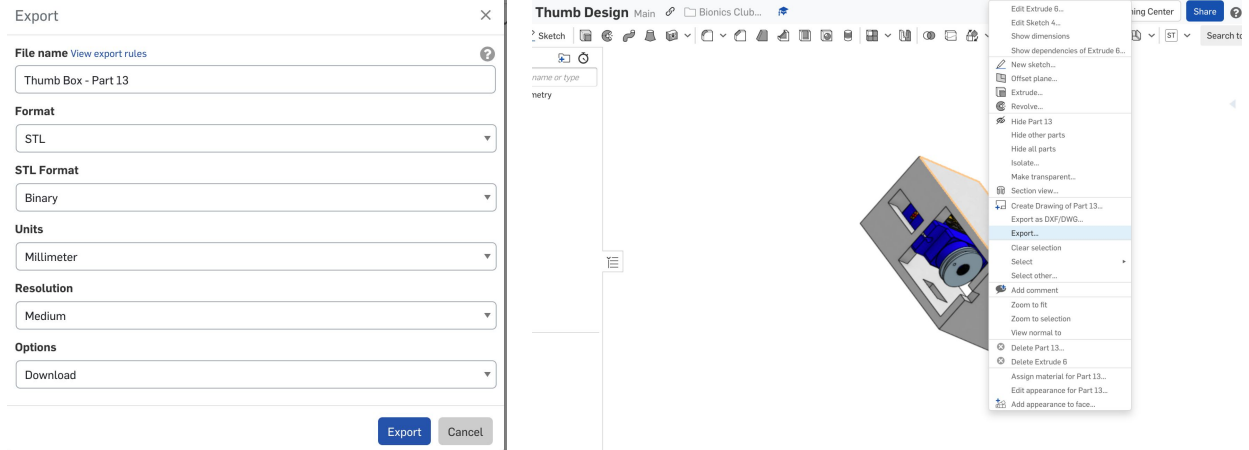 Export
File name View export rules
Thumb Box - Part 13
Format
STL
STL Format
Binary
Units
Millimeter
Resolution
Medium
Options
Download
Export Cancel
Thumb Design Main Bionics Club...
ning Center Share
Sketch
ST
Search to
name or type
metry
Edit Extrude 6...
Edit Sketch 4...
Show dimensions
Show dependencies of Extrude 6...
New sketch...
Offset plane...
Extrude...
Revolve...
Hide Part 13
Hide other parts
Hide all parts
Isolate...
Make transparent...
Section view...
Create Drawing of Part 13...
Export as DXF/DWG...
Export...
Clear selection
Select
Select other...
Add comment
Zoom to fit
Zoom to selection
View normal to
Delete Part 13...
Delete Extrude 6
Assign material for Part 13...
Edit appearance for Part 13...
Add appearance to face...